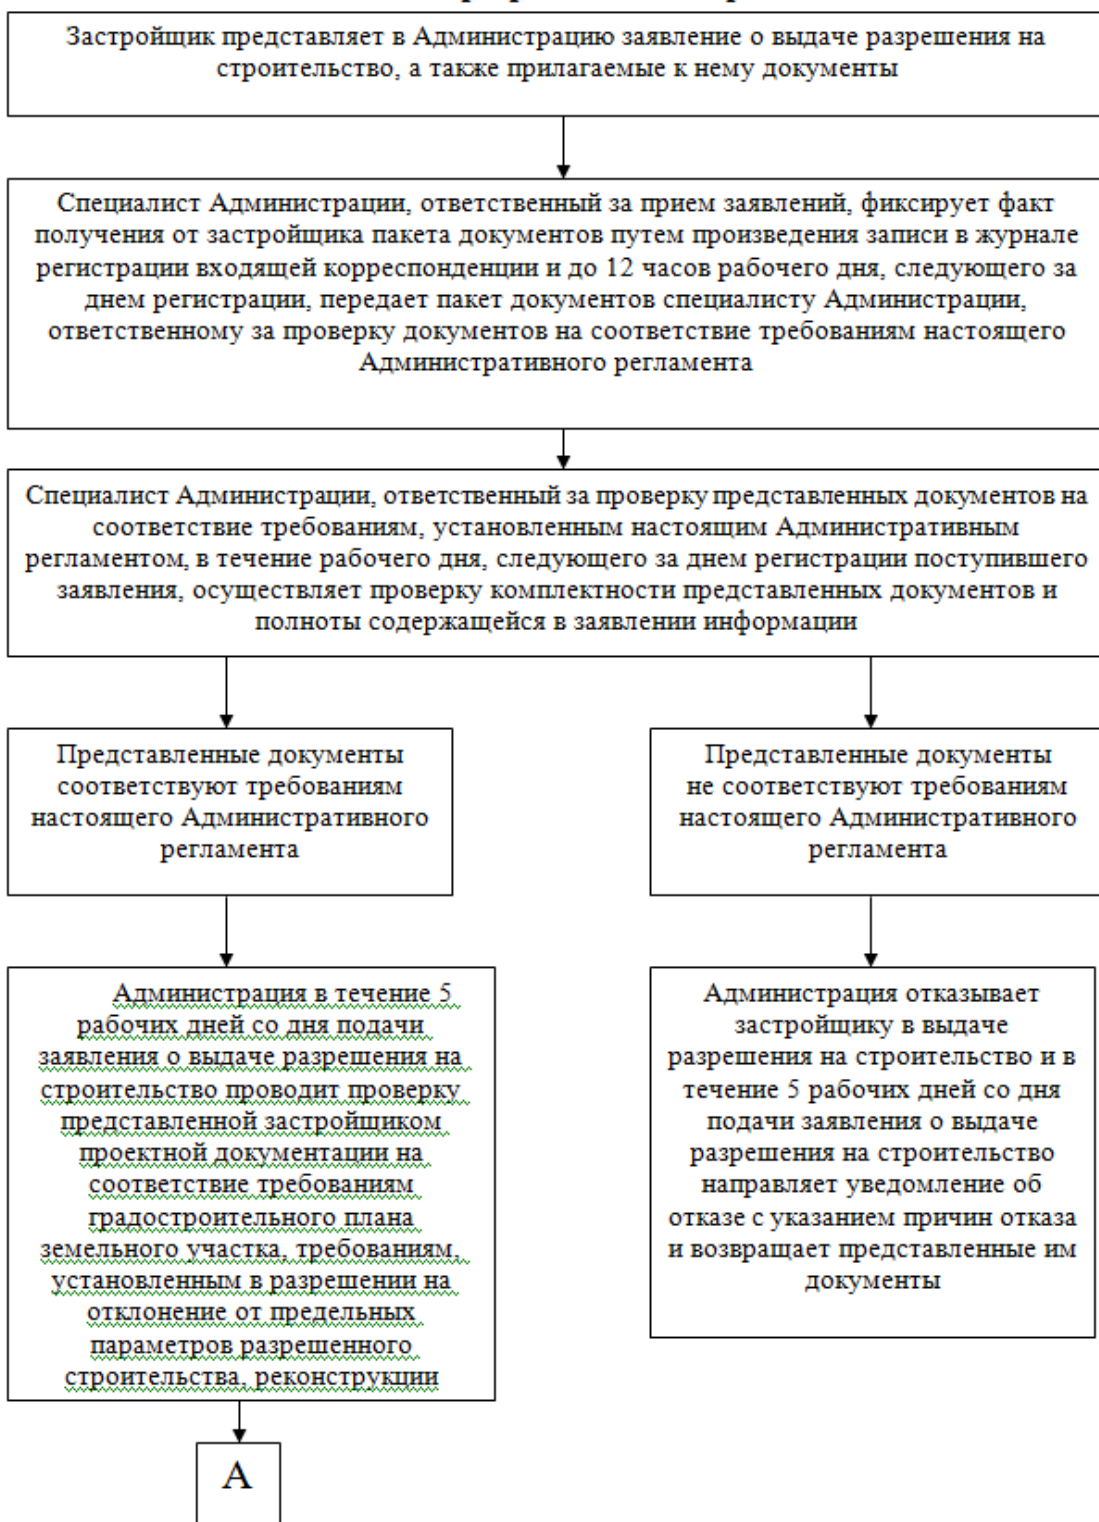 Застройщик представляет в Администрацию заявление о выдаче разрешения на
строительство, а также прилагаемые к нему документы
Специалист Администрации, ответственный за прием заявлений, фиксирует факт
получения от застройщика пакета документов путем произведения записи в журнале
регистрации входящей корреспонденции и до 12 часов рабочего дня, следующего за
днем регистрации, передает пакет документов специалисту Администрации,
ответственному за проверку документов на соответствие требованиям настоящего
Административного регламента
Специалист Администрации, ответственный за проверку представленных документов на
соответствие требованиям, установленным настоящим Административным
регламентом, в течение рабочего дня, следующего за днем регистрации поступившего
заявления, осуществляет проверку комплектности представленных документов и
полноты содержащейся в заявлении информации
Представленные документы
соответствуют требованиям
настоящего Административного
регламента
Представленные документы
не соответствуют требованиям
настоящего Административного
регламента
Администрация в течение 5
рабочих дней со дня подачи
заявления о выдаче разрешения на
строительство проводит проверку
представленной застройщиком
проектной документации на
соответствие требованиям
градостроительного плана
земельного участка, требованиям,
установленным в разрешении на
отклонение от предельных
параметров разрешенного
строительства, реконструкции
Администрация отказывает
застройщику в выдаче
разрешения на строительство и в
течение 5 рабочих дней со дня
подачи заявления о выдаче
разрешения на строительство
направляет уведомление об
отказе с указанием причин отказа
и возвращает представленные им
документы
А